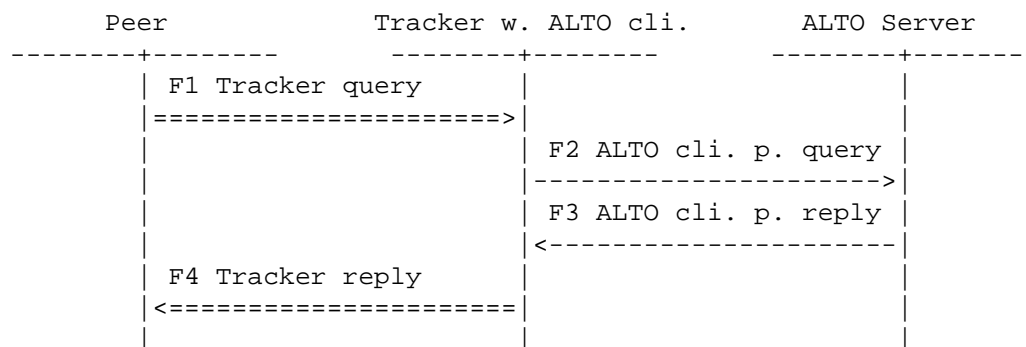 Peer Tracker w. ALTO cli. ALTO Server
F1 Tracker query
F2 ALTO cli. p. query
F3 ALTO cli. p. reply
F4 Tracker reply